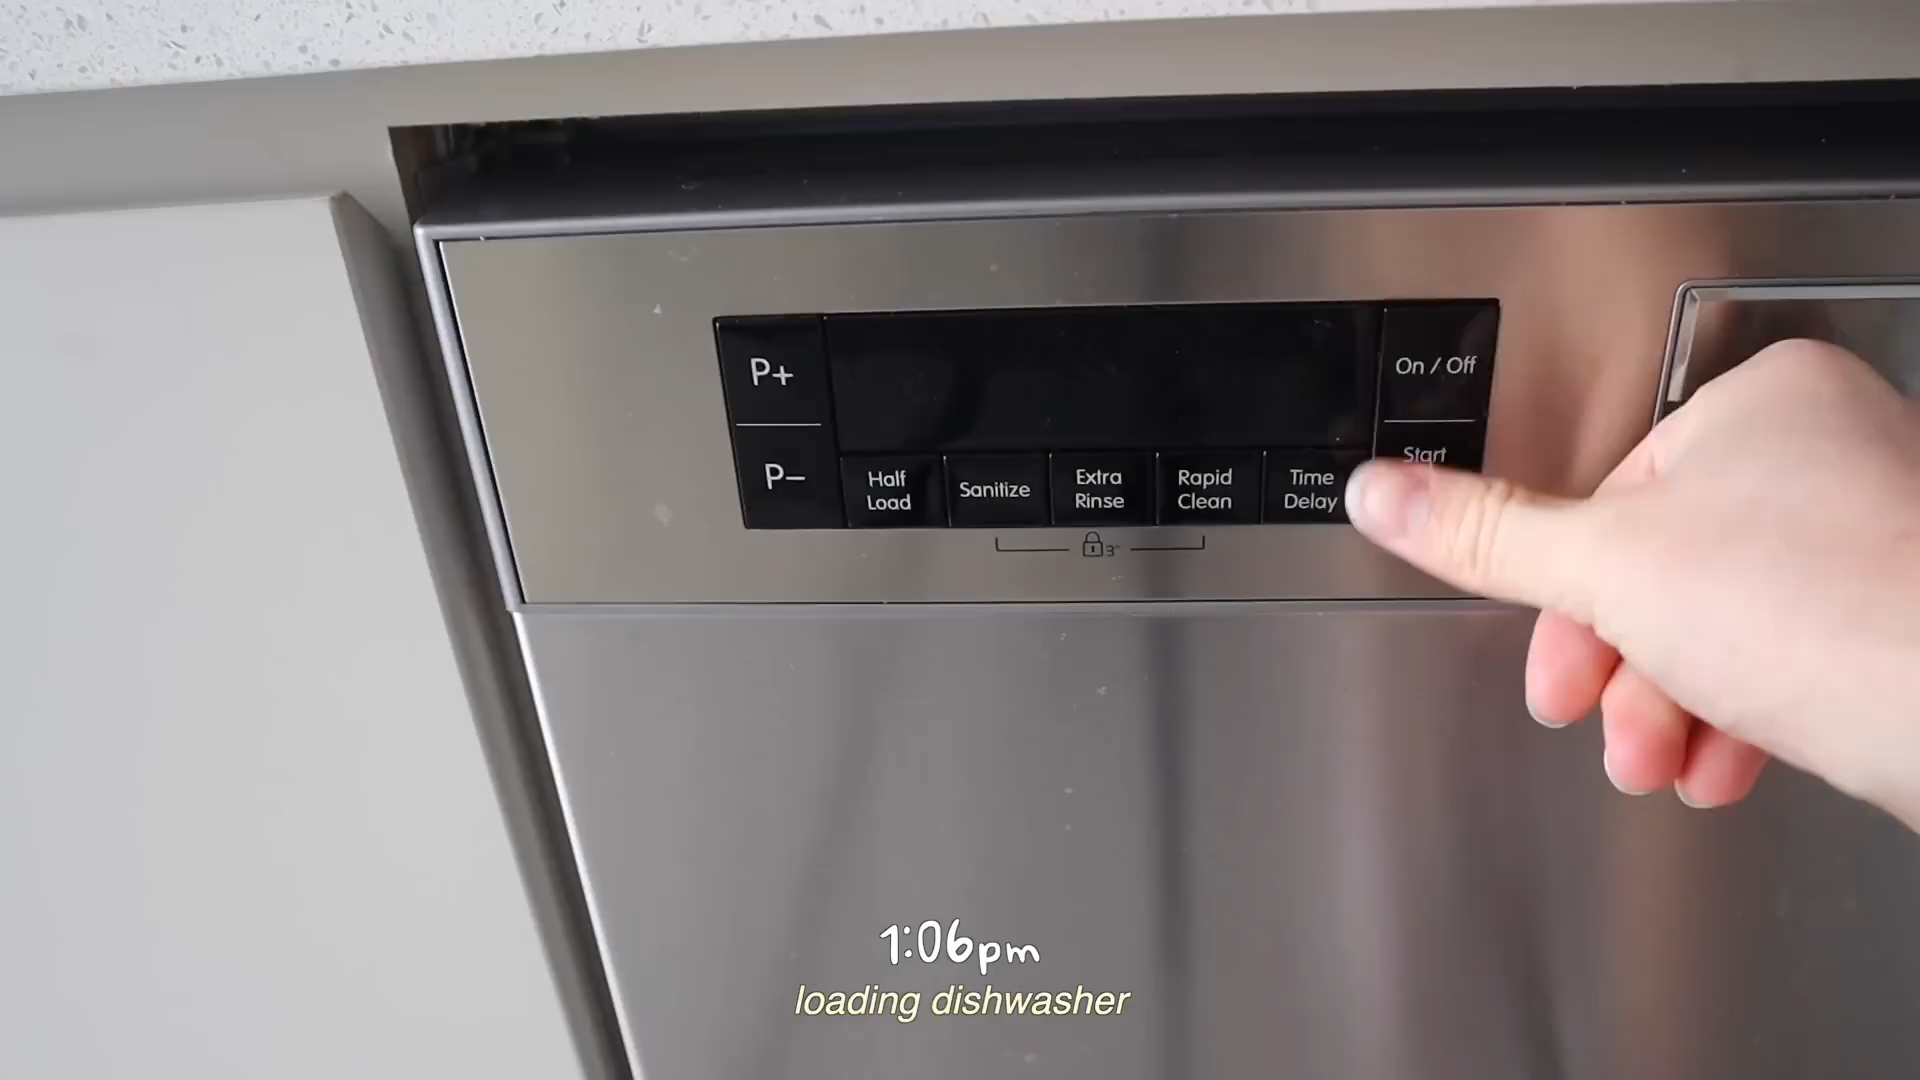 P+
On / Off
P-
Half
Load
Sanitize
Extra
Rinse
Rapid
Clean
Time
Delay
Start
3"
1:06pm
loading dishwasher